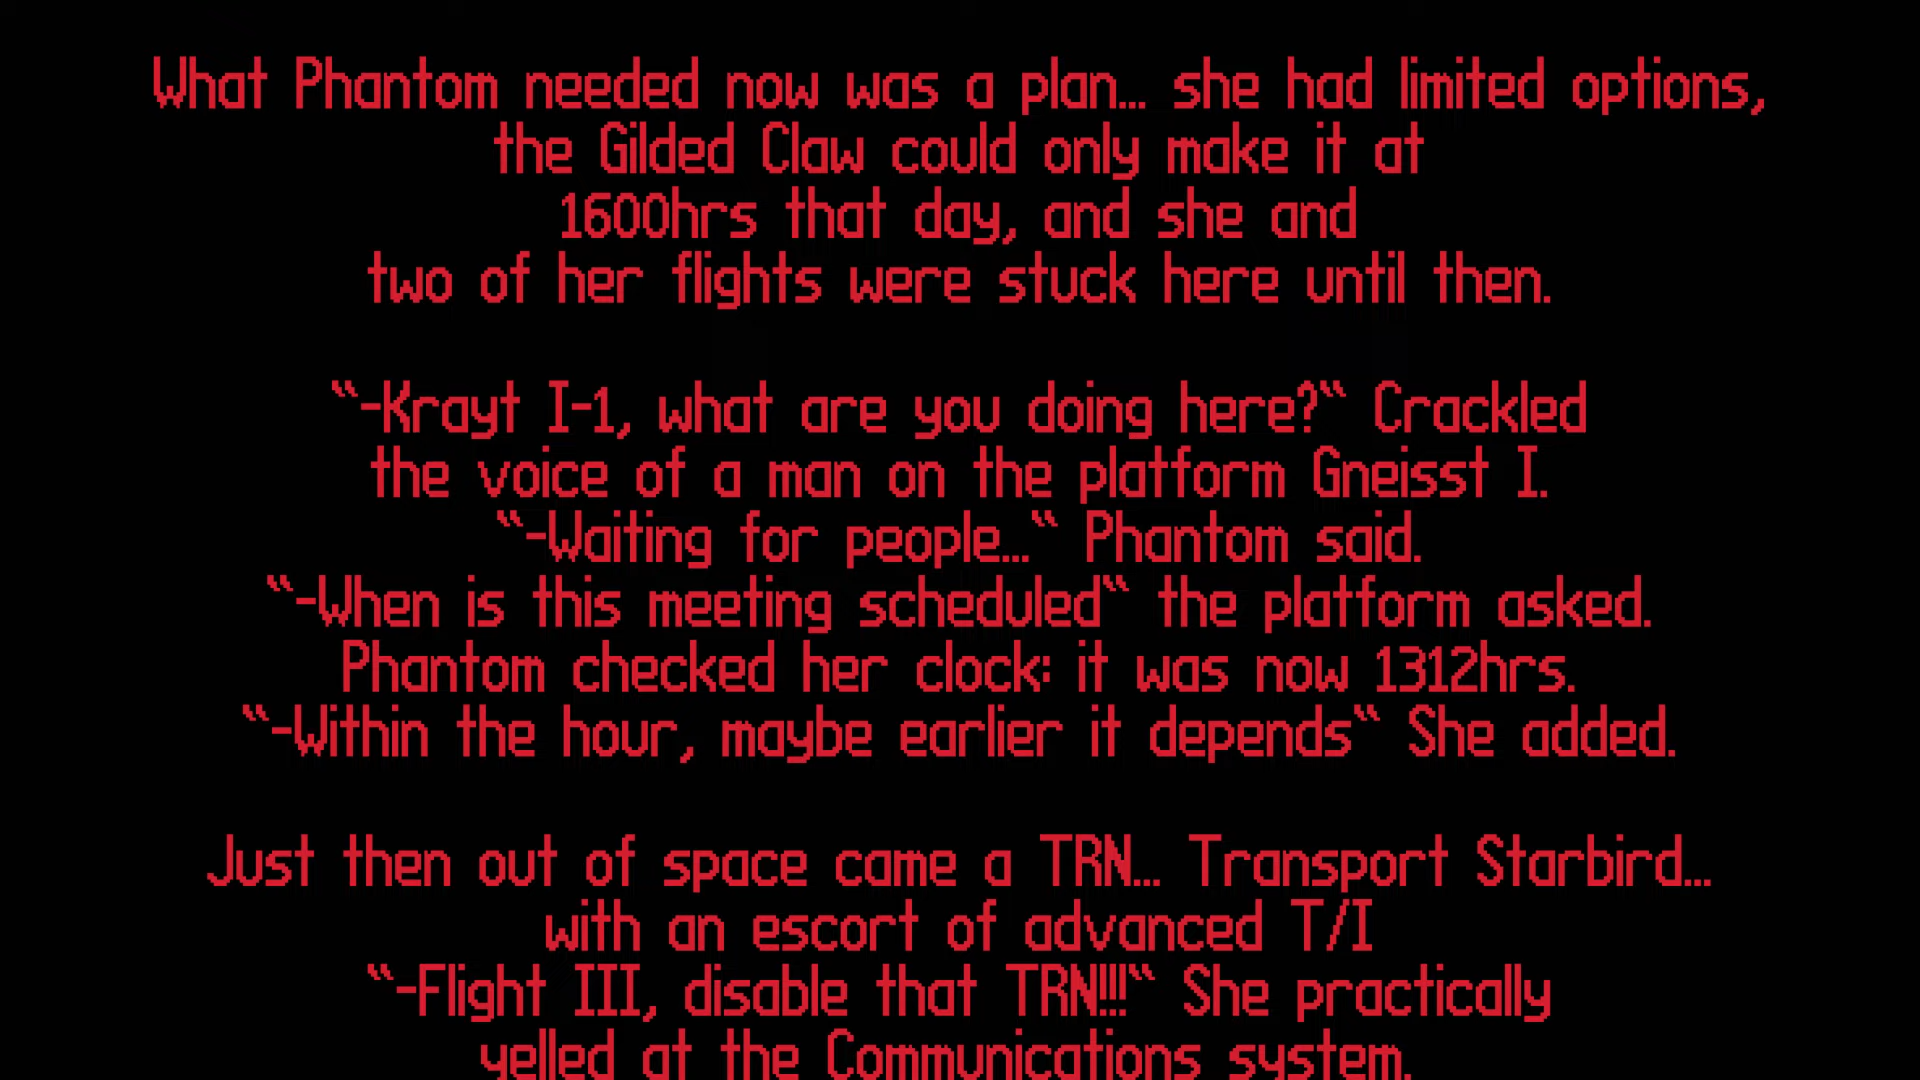 What Phantom needed now was a plan... she had limited options,
the Gilded Claw could only make it at
1600hrs that day, and she and
two of her flights were stuck here until then.
“-Krayt I-1, what are you doing here?“ Crackled
the voice of a man on the platform Gneisst I.
“-Waiting for people...“ Phantom said.
“-When is this meeting scheduled“ the platform asked.
Phantom checked her clock: it was now 1312hrs.
“-Within the hour, maybe earlier it depends“ She added.
Just then out of space came a TRN... Transport Starbird...
with an escort of advanced T/I
“-Flight III, disable that TRN!!!“ She practically
yelled at the Communications system.